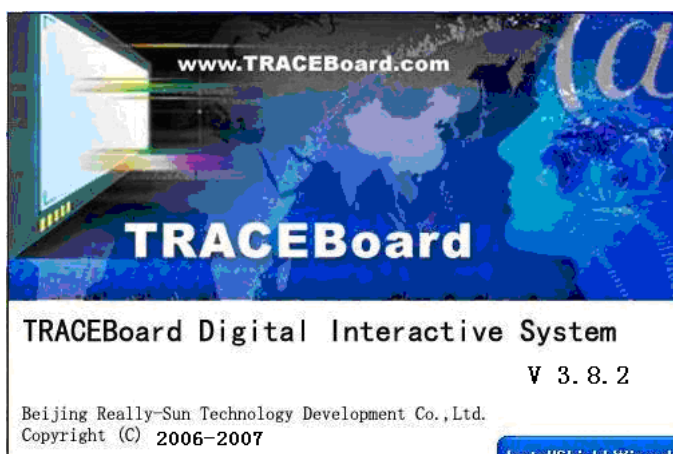 www.TRACEBoard.com
TRACEBoard
TRACEBoard Digital Interactive System
V 3.8.2
Beijing Really-Sun Technology Development Co.,Ltd.
Copyright (C) 2006-2007